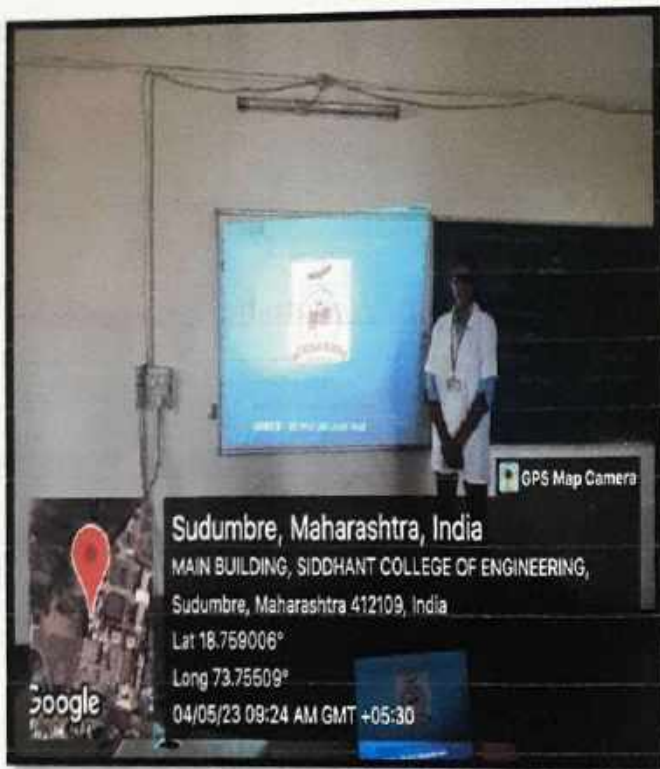 GPS Map Camera
Sudumbre, Maharashtra, India
MAIN BUILDING, SIDDHANT COLLEGE OF ENGINEERING,
Sudumbre, Maharashtra 412109, India
Lat 18.759006°
Long 73.75509°
04/05/23 09:24 AM GMT +05:30
Google